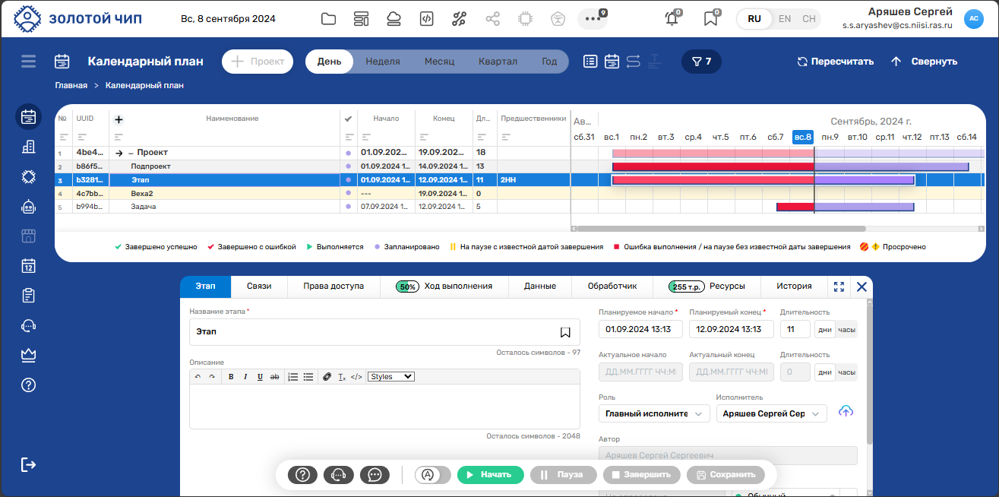 ЗОЛОТОЙ ЧИП
Вс, 8 сентября 2024
9
0
0
RU EN CH
Аряшев Сергей
s.s.aryashev@cs.niisi.ras.ru
АС
Календарный план
Проект
День Неделя Месяц Квартал Год
7
Пересчитать
Свернуть
Главная > Календарный план
№ UUID Наименование Начало Конец Дл... Предшественники
Ав... Сентябрь, 2024 г.
сб.31 вс.1 пн.2 вт.3 ср.4 чт.5 пт.6 сб.7 вс.8 пн.9 вт.10 ср.11 чт.12 пт.13 сб.14
1 4be4... Проект 01.09.202... 19.09.202... 18
2 b86f5... Подпроект 01.09.2024 1... 14.09.2024 1... 13
3 b3281... Этап 01.09.2024 1... 12.09.2024 1... 11 2НН
4 4c7bb... Веха2 --- 19.09.2024 1... 0
5 b994b... Задача 07.09.2024 1... 12.09.2024 1... 5
Завершено успешно Завершено с ошибкой Выполняется Запланировано На паузе с известной датой завершения Ошибка выполнения / на паузе без известной даты завершения Просрочено
Этап Связи Права доступа 50% Ход выполнения Данные Обработчик 255 т.р. Ресурсы История
Название этапа *
Этап
Осталось символов - 97
Описание
B I U ab Styles
Осталось символов - 2048
Планируемое начало * Планируемый конец * Длительность
01.09.2024 13:13 12.09.2024 13:13 11 дни часы
Актуальное начало Актуальный конец Длительность
ДД.ММ.ГГГГ ЧЧ:МІ ДД.ММ.ГГГГ ЧЧ:МІ 0 дни часы
Роль Исполнитель
Главный исполните Аряшев Сергей Сер
Автор
Аряшев Сергей Сергеевич
Начать Пауза Завершить Сохранить
Не определено Обычный
12